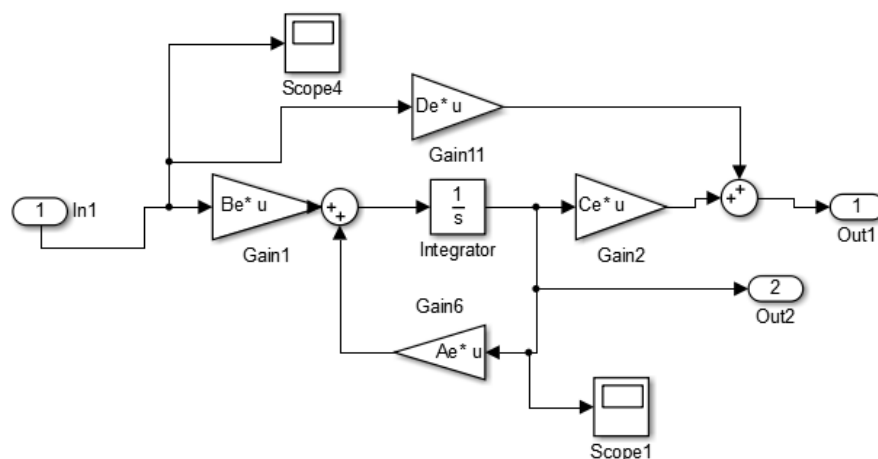 Scope4
De* u
Gain11
1
In1
Be* u
Gain1
+
+
1
s
Integrator
Ce* u
Gain2
+
+
1
Out1
2
Out2
Gain6
Ae* u
Scope1